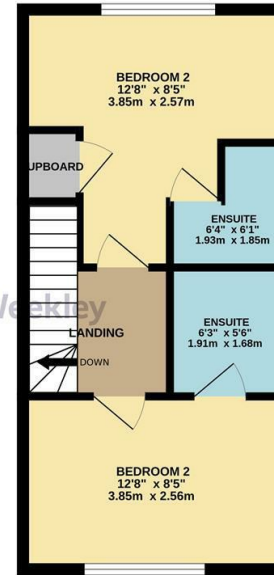 BEDROOM 2
12'8" x 8'5"
3.85m x 2.57m
UPBOARD
ENSUITE
6'4" x 6'1"
1.93m x 1.85m
Weekley
LANDING
ENSUITE
6'3" x 5'6"
1.91m x 1.68m
DOWN
BEDROOM 2
12'8" x 8'5"
3.85m x 2.56m